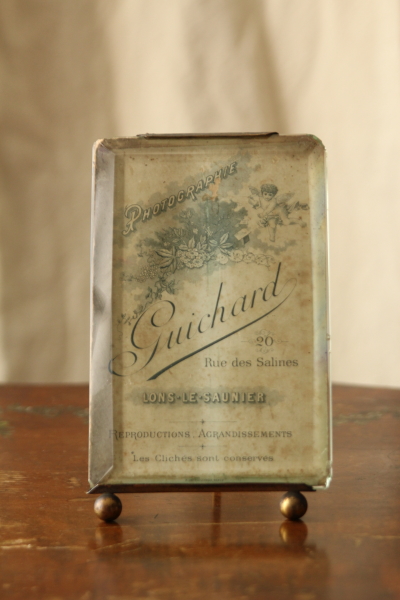 PHOTOGRAPHIE
Guichard
20
Rue des Salines
LONS-LE-SAUNIER
REPRODUCTIONS AGRANDISSEMENTS
Les Clichés sont conservés